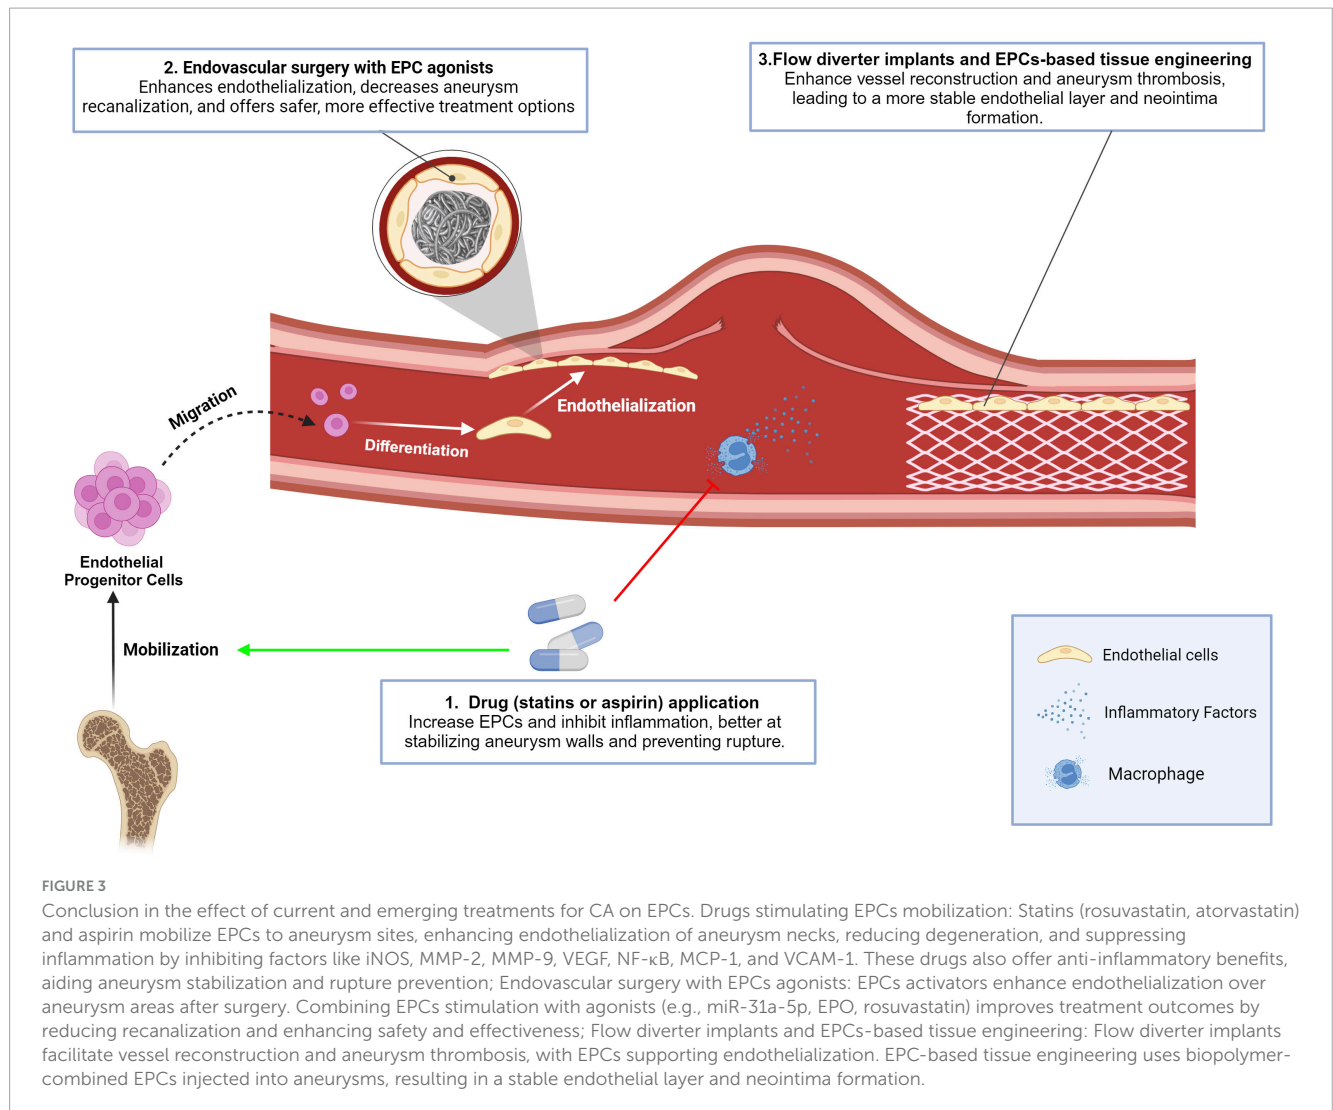 2. Endovascular surgery with EPC agonists
Enhances endothelialization, decreases aneurysm
recanalization, and offers safer, more effective treatment options
3.Flow diverter implants and EPCs-based tissue engineering
Enhance vessel reconstruction and aneurysm thrombosis,
leading to a more stable endothelial layer and neointima
formation.
Migration
Differentiation
Endothelialization
Endothelial
Progenitor Cells
Mobilization
1. Drug (statins or aspirin) application
Increase EPCs and inhibit inflammation, better at
stabilizing aneurysm walls and preventing rupture.
Endothelial cells
Inflammatory Factors
Macrophage
FIGURE 3
Conclusion in the effect of current and emerging treatments for CA on EPCs. Drugs stimulating EPCs mobilization: Statins (rosuvastatin, atorvastatin)
and aspirin mobilize EPCs to aneurysm sites, enhancing endothelialization of aneurysm necks, reducing degeneration, and suppressing
inflammation by inhibiting factors like iNOS, MMP-2, MMP-9, VEGF, NF-κB, MCP-1, and VCAM-1. These drugs also offer anti-inflammatory benefits,
aiding aneurysm stabilization and rupture prevention; Endovascular surgery with EPCs agonists: EPCs activators enhance endothelialization over
aneurysm areas after surgery. Combining EPCs stimulation with agonists (e.g., miR-31a-5p, EPO, rosuvastatin) improves treatment outcomes by
reducing recanalization and enhancing safety and effectiveness; Flow diverter implants and EPCs-based tissue engineering: Flow diverter implants
facilitate vessel reconstruction and aneurysm thrombosis, with EPCs supporting endothelialization. EPC-based tissue engineering uses biopolymer-
combined EPCs injected into aneurysms, resulting in a stable endothelial layer and neointima formation.